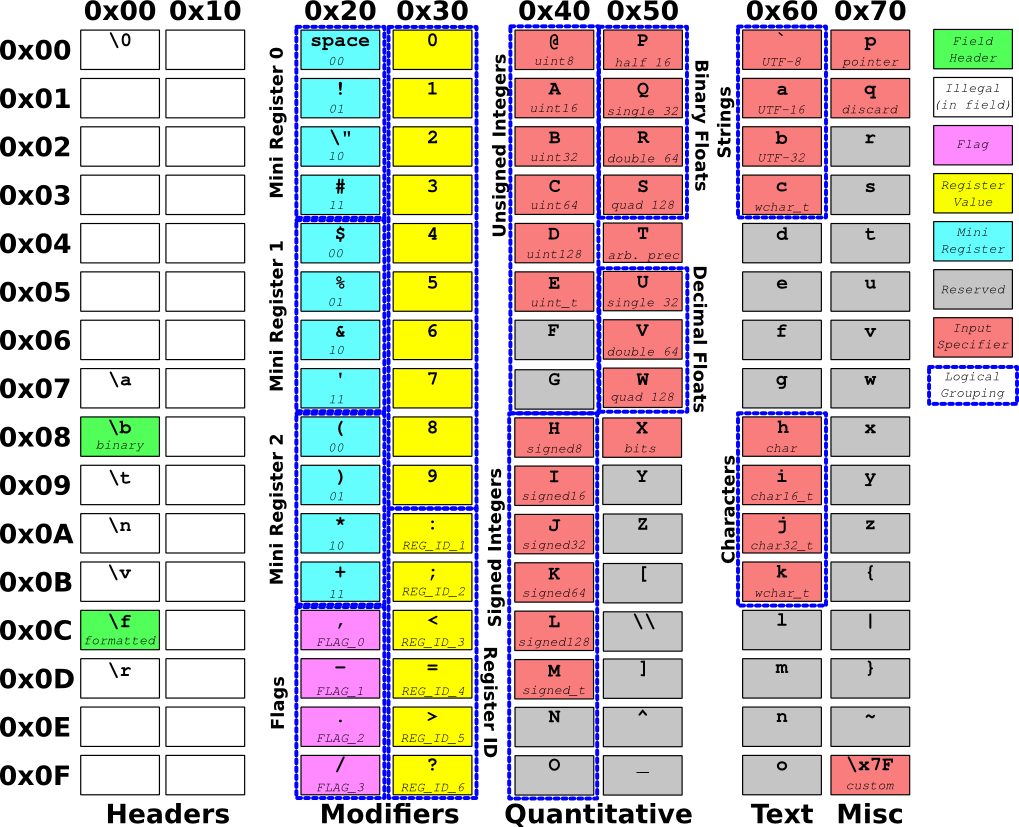 0x00 0x10 0x20 0x30 0x40 0x50 0x60 0x70
0x00 \0 space 0 @ P ` p Field
00 uint8 half 16 UTF-8 pointer Header
0x01 ! 1 A Q a q Illegal
01 uint16 single 32 UTF-16 discard (in field)
0x02 \" 2 B R b r Flag
10 uint32 double 64 UTF-32
0x03 # 3 C S c s Register
11 uint64 quad 128 wchar_t Value
0x04 $ 4 D T d t Mini
00 uint128 arb. prec Register
0x05 % 5 E U e u Reserved
01 uint_t single 32
0x06 & 6 F V f v Input
10 double 64 Specifier
0x07 \a ' 7 G W g w Logical
11 quad 128 Grouping
0x08 \b ( 8 H X h x
binary 00 signed8 bits char
0x09 \t ) 9 I Y i y
01 signed16 char16_t
0x0A \n * : J Z j z
10 REG_ID_1 signed32 char32_t
0x0B \v + ; K [ k {
11 REG_ID_2 signed64 wchar_t
0x0C \f , < L \\ l |
formatted FLAG_0 REG_ID_3 signed128
0x0D \r - = M ] m }
FLAG_1 REG_ID_4 signed_t
0x0E . > N ^ n ~
FLAG_2 REG_ID_5
0x0F / ? O _ o \x7F
FLAG_3 REG_ID_6 custom
Mini Register 0
Mini Register 1
Mini Register 2
Flags
Register ID
Unsigned Integers
Signed Integers
Binary Floats
Decimal Floats
Strings
Characters
Headers Modifiers Quantitative Text Misc